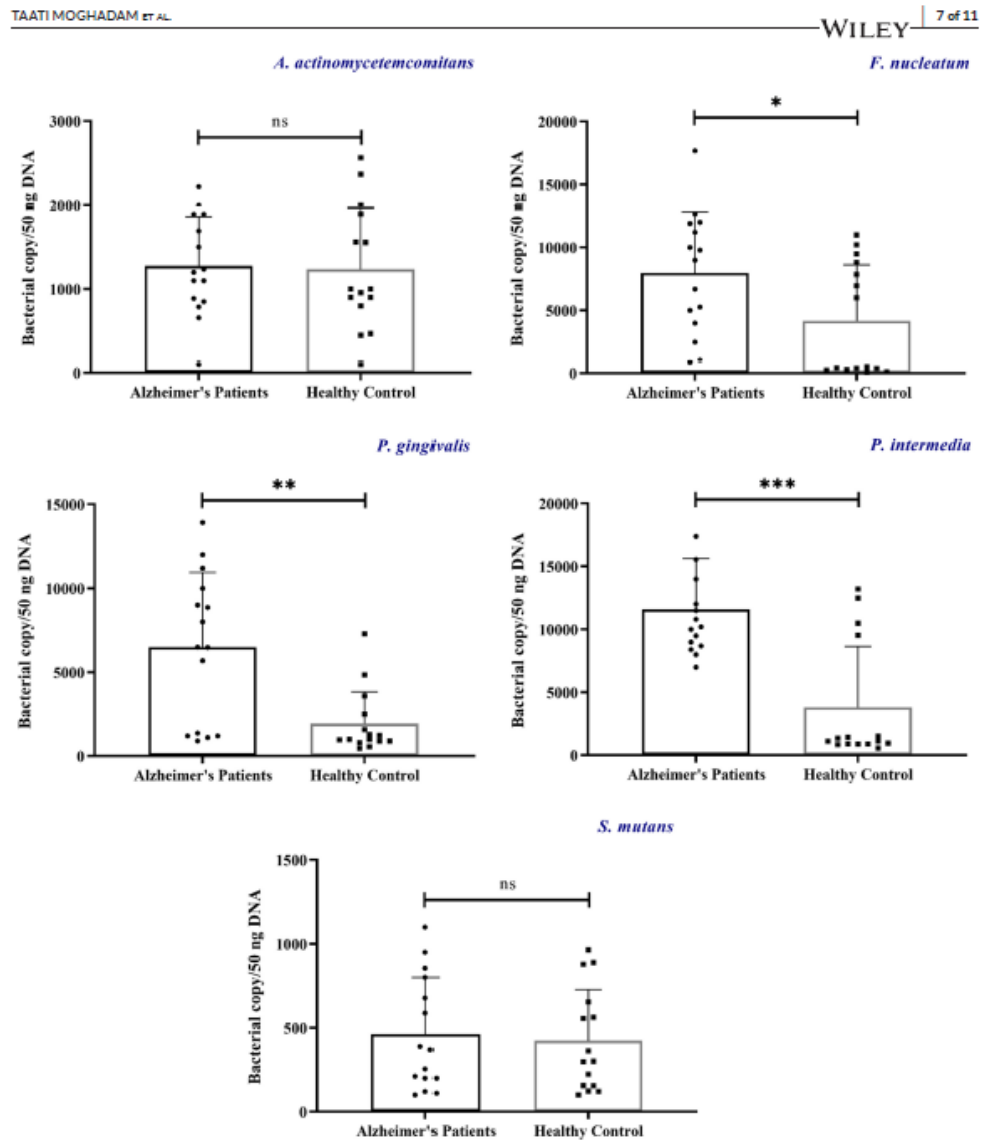 TAATI MOGHADAM ET AL.
WILEY
7 of 11
A. actinomycetemcomitans
ns
Bacterial copy/50 ng DNA
3000
2000
1000
0
Alzheimer's Patients Healthy Control
F. nucleatum
*
Bacterial copy/50 ng DNA
20000
15000
10000
5000
0
Alzheimer's Patients Healthy Control
P. gingivalis
**
Bacterial copy/50 ng DNA
15000
10000
5000
0
Alzheimer's Patients Healthy Control
P. intermedia
***
Bacterial copy/50 ng DNA
20000
15000
10000
5000
0
Alzheimer's Patients Healthy Control
S. mutans
ns
Bacterial copy/50 ng DNA
1500
1000
500
0
Alzheimer's Patients Healthy Control